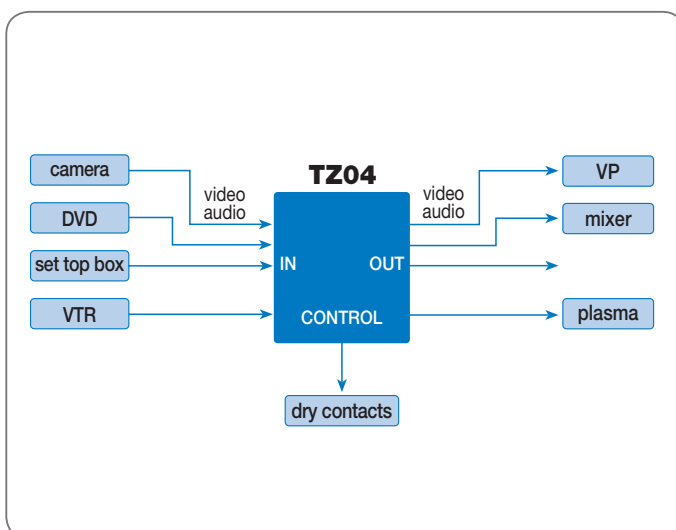 TZ04
camera
video
audio
video
audio
VP
DVD
mixer
set top box
IN
OUT
VTR
CONTROL
plasma
dry contacts